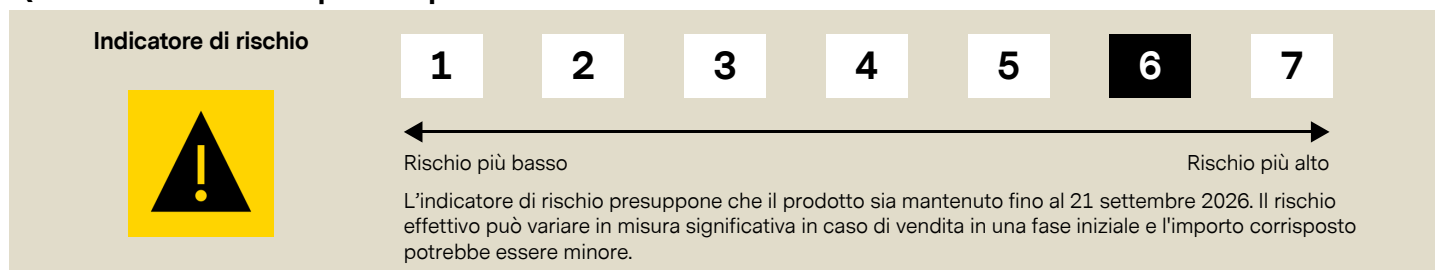 Indicatore di rischio
1 2 3 4 5 6 7
Rischio più basso Rischio più alto
L’indicatore di rischio presuppone che il prodotto sia mantenuto fino al 21 settembre 2026. Il rischio
effettivo può variare in misura significativa in caso di vendita in una fase iniziale e l'importo corrisposto
potrebbe essere minore.